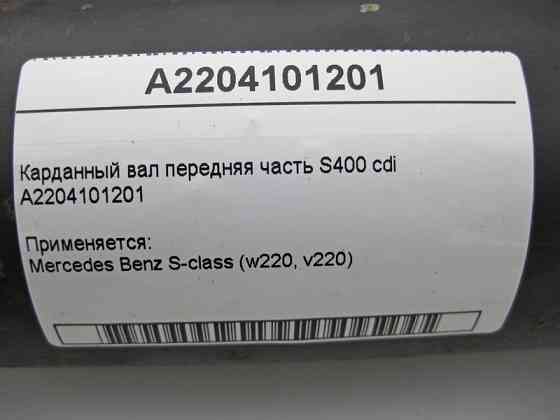 A2204101201
Карданный вал передняя часть S400 cdi
A2204101201
Применяется:
Mercedes Benz S-class (w220, v220)